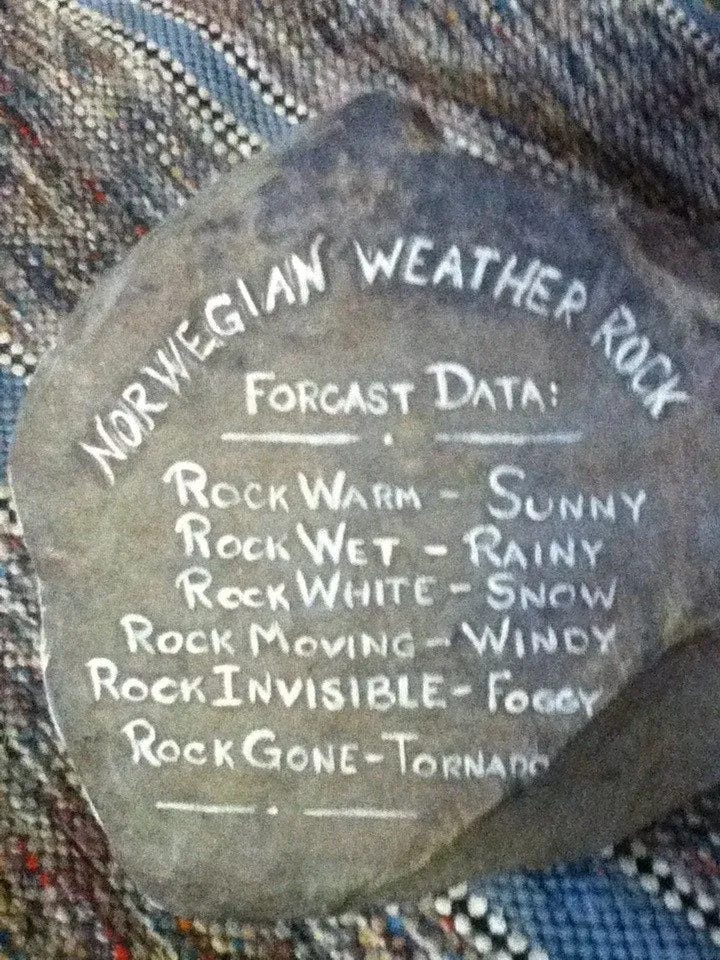 NORWEGIAN WEATHER ROCK
FORCAST DATA:
ROCK WARM - SUNNY
ROCK WET - RAINY
ROCK WHITE - SNOW
ROCK MOVING - WINDY
ROCK INVISIBLE - FOGGY
ROCK GONE - TORNADO